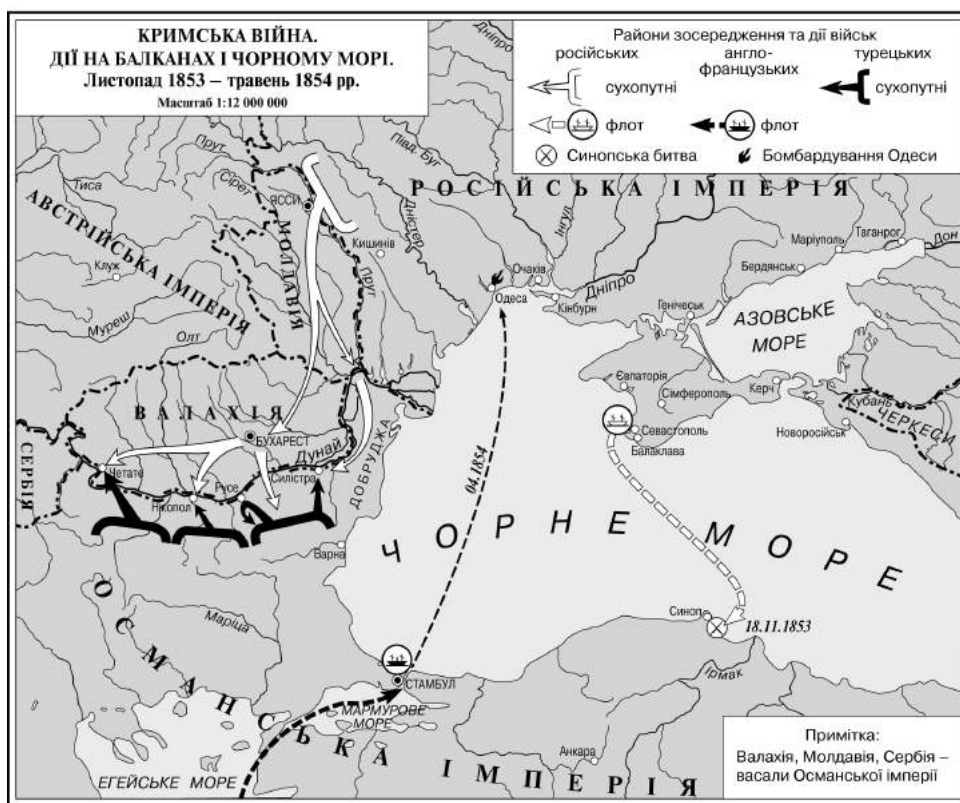 КРИМСЬКА ВІЙНА.
ДІЇ НА БАЛКАНАХ І ЧОРНОМУ МОРІ.
Листопад 1853 – травень 1854 рр.
Масштаб 1:12 000 000
Райони зосередження та дії військ
російських
англо-
французьких
турецьких
сухопутні
сухопутні
флот
флот
Синопська битва
Бомбардування Одеси
Дніпро
Прут
Півд. Буг
РОСІЙСЬКА ІМПЕРІЯ
Тиса
Сірет
ЯССИ
Дністер
Інгул
Таганрог
Маріуполь
Дон
АВСТРІЙСЬКА ІМПЕРІЯ
МОЛДАВІЯ
Кишинів
Клуж
Прут
Очаків
Бердянськ
Дніпро
Одеса
Кінбурн
Генічеськ
АЗОВСЬКЕ
МОРЕ
Муреш
Олт
Євпаторія
Сімферополь
Керч
Кубань
ЧЕРКЕСИ
ВАЛАХІЯ
БУХАРЕСТ
Дунай
ДОБРУДЖА
Севастополь
Балаклава
Новоросійськ
СЕРБІЯ
Четате
Русе
Силістра
Нікопол
04.1854
Варна
ЧОРНЕ МОРЕ
Маріца
Синоп
18.11.1853
СТАМБУЛ
Ірмак
МАРМУРОВЕ
МОРЕ
ОСМАНСЬКА ІМПЕРІЯ
Анкара
ЕГЕЙСЬКЕ МОРЕ
Примітка:
Валахія, Молдавія, Сербія –
васали Османської імперії